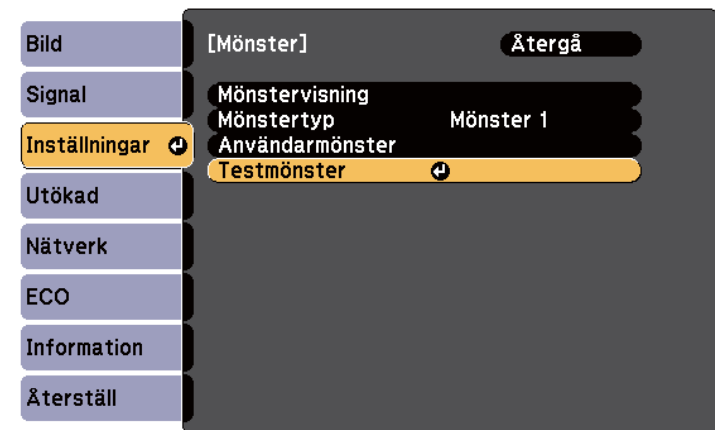 Bild
Signal
Inställningar
Utökad
Nätverk
ECO
Information
Återställ
[Mönster] Återgå
Mönstervisning
Mönstertyp Mönster 1
Användarmönster
Testmönster